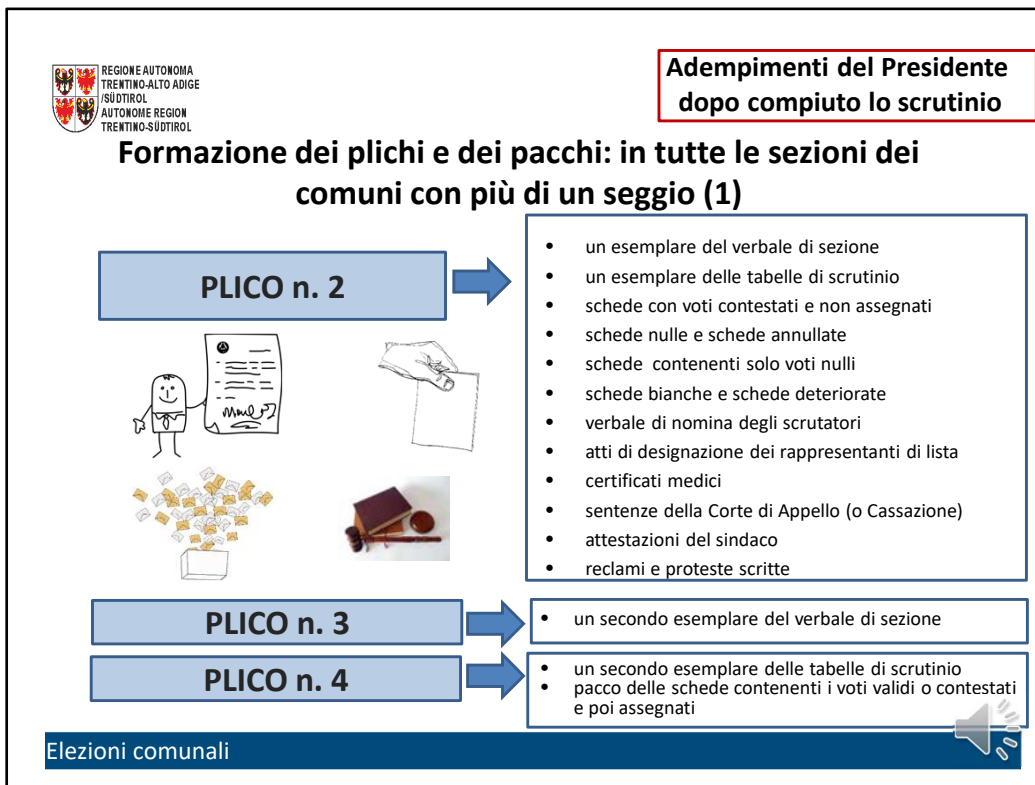 REGIONE AUTONOMA
TRENTINO-ALTO ADIGE
/SÜDTIROL
AUTONOME REGION
TRENTINO-SÜDTIROL
Adempimenti del Presidente
dopo compiuto lo scrutinio
Formazione dei plichi e dei pacchi: in tutte le sezioni dei
comuni con più di un seggio (1)
PLICO n. 2
• un esemplare del verbale di sezione
• un esemplare delle tabelle di scrutinio
• schede con voti contestati e non assegnati
• schede nulle e schede annullate
• schede contenenti solo voti nulli
• schede bianche e schede deteriorate
• verbale di nomina degli scrutatori
• atti di designazione dei rappresentanti di lista
• certificati medici
• sentenze della Corte di Appello (o Cassazione)
• attestazioni del sindaco
• reclami e proteste scritte
PLICO n. 3
• un secondo esemplare del verbale di sezione
PLICO n. 4
• un secondo esemplare delle tabelle di scrutinio
• pacco delle schede contenenti i voti validi o contestati
e poi assegnati
Elezioni comunali